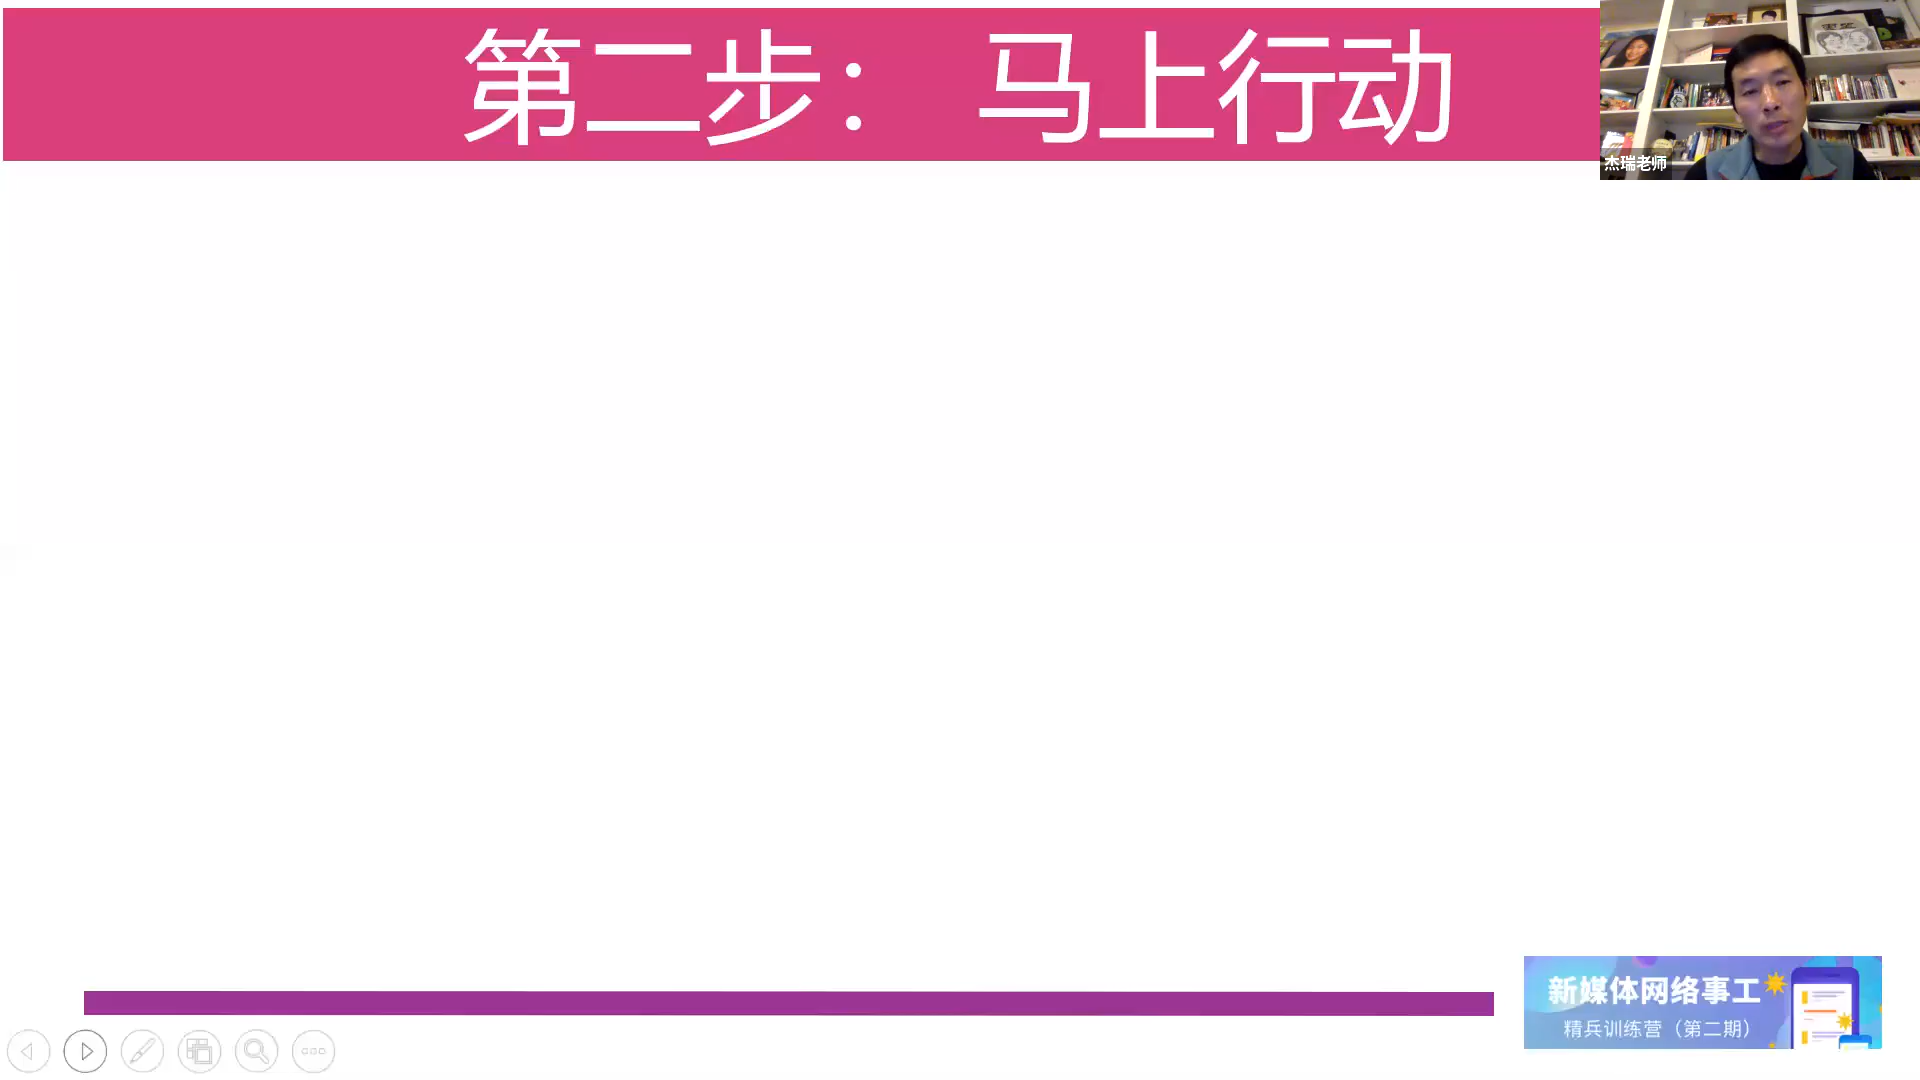 第二步： 马上行动
杰瑞老师
新媒体网络事工
精兵训练营（第二期）